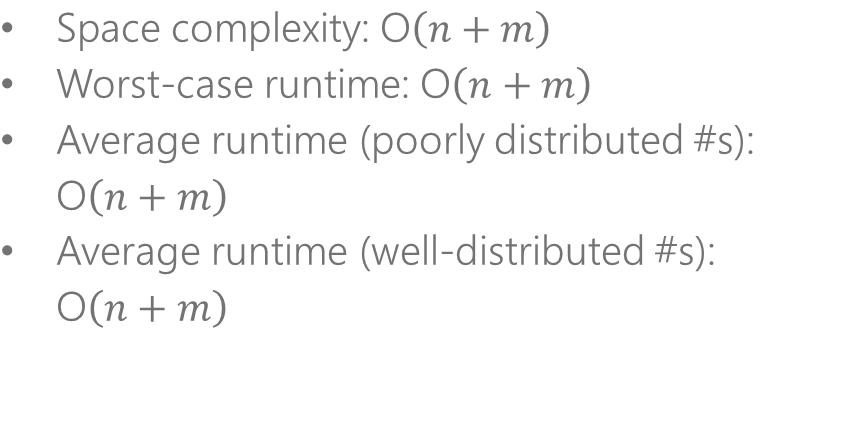 • Space complexity: O(n + m)
• Worst-case runtime: O(n + m)
• Average runtime (poorly distributed #s):
O(n + m)
• Average runtime (well-distributed #s):
O(n + m)